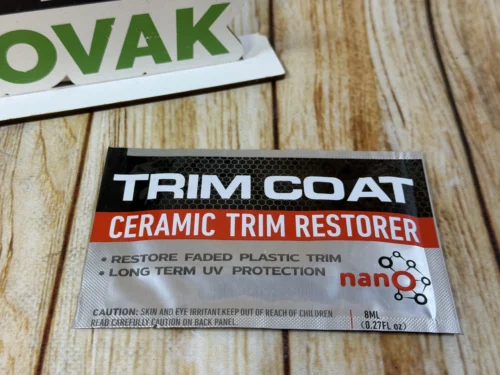 OVAK
TRIM COAT
CERAMIC TRIM RESTORER
• RESTORE FADED PLASTIC TRIM
• LONG TERM UV PROTECTION
nano
CAUTION: SKIN AND EYE IRRITANT.KEEP OUT OF REACH OF CHILDREN
READ CAREFULLY CAUTION ON BACK PANEL
8ML
(0.27FL oz)